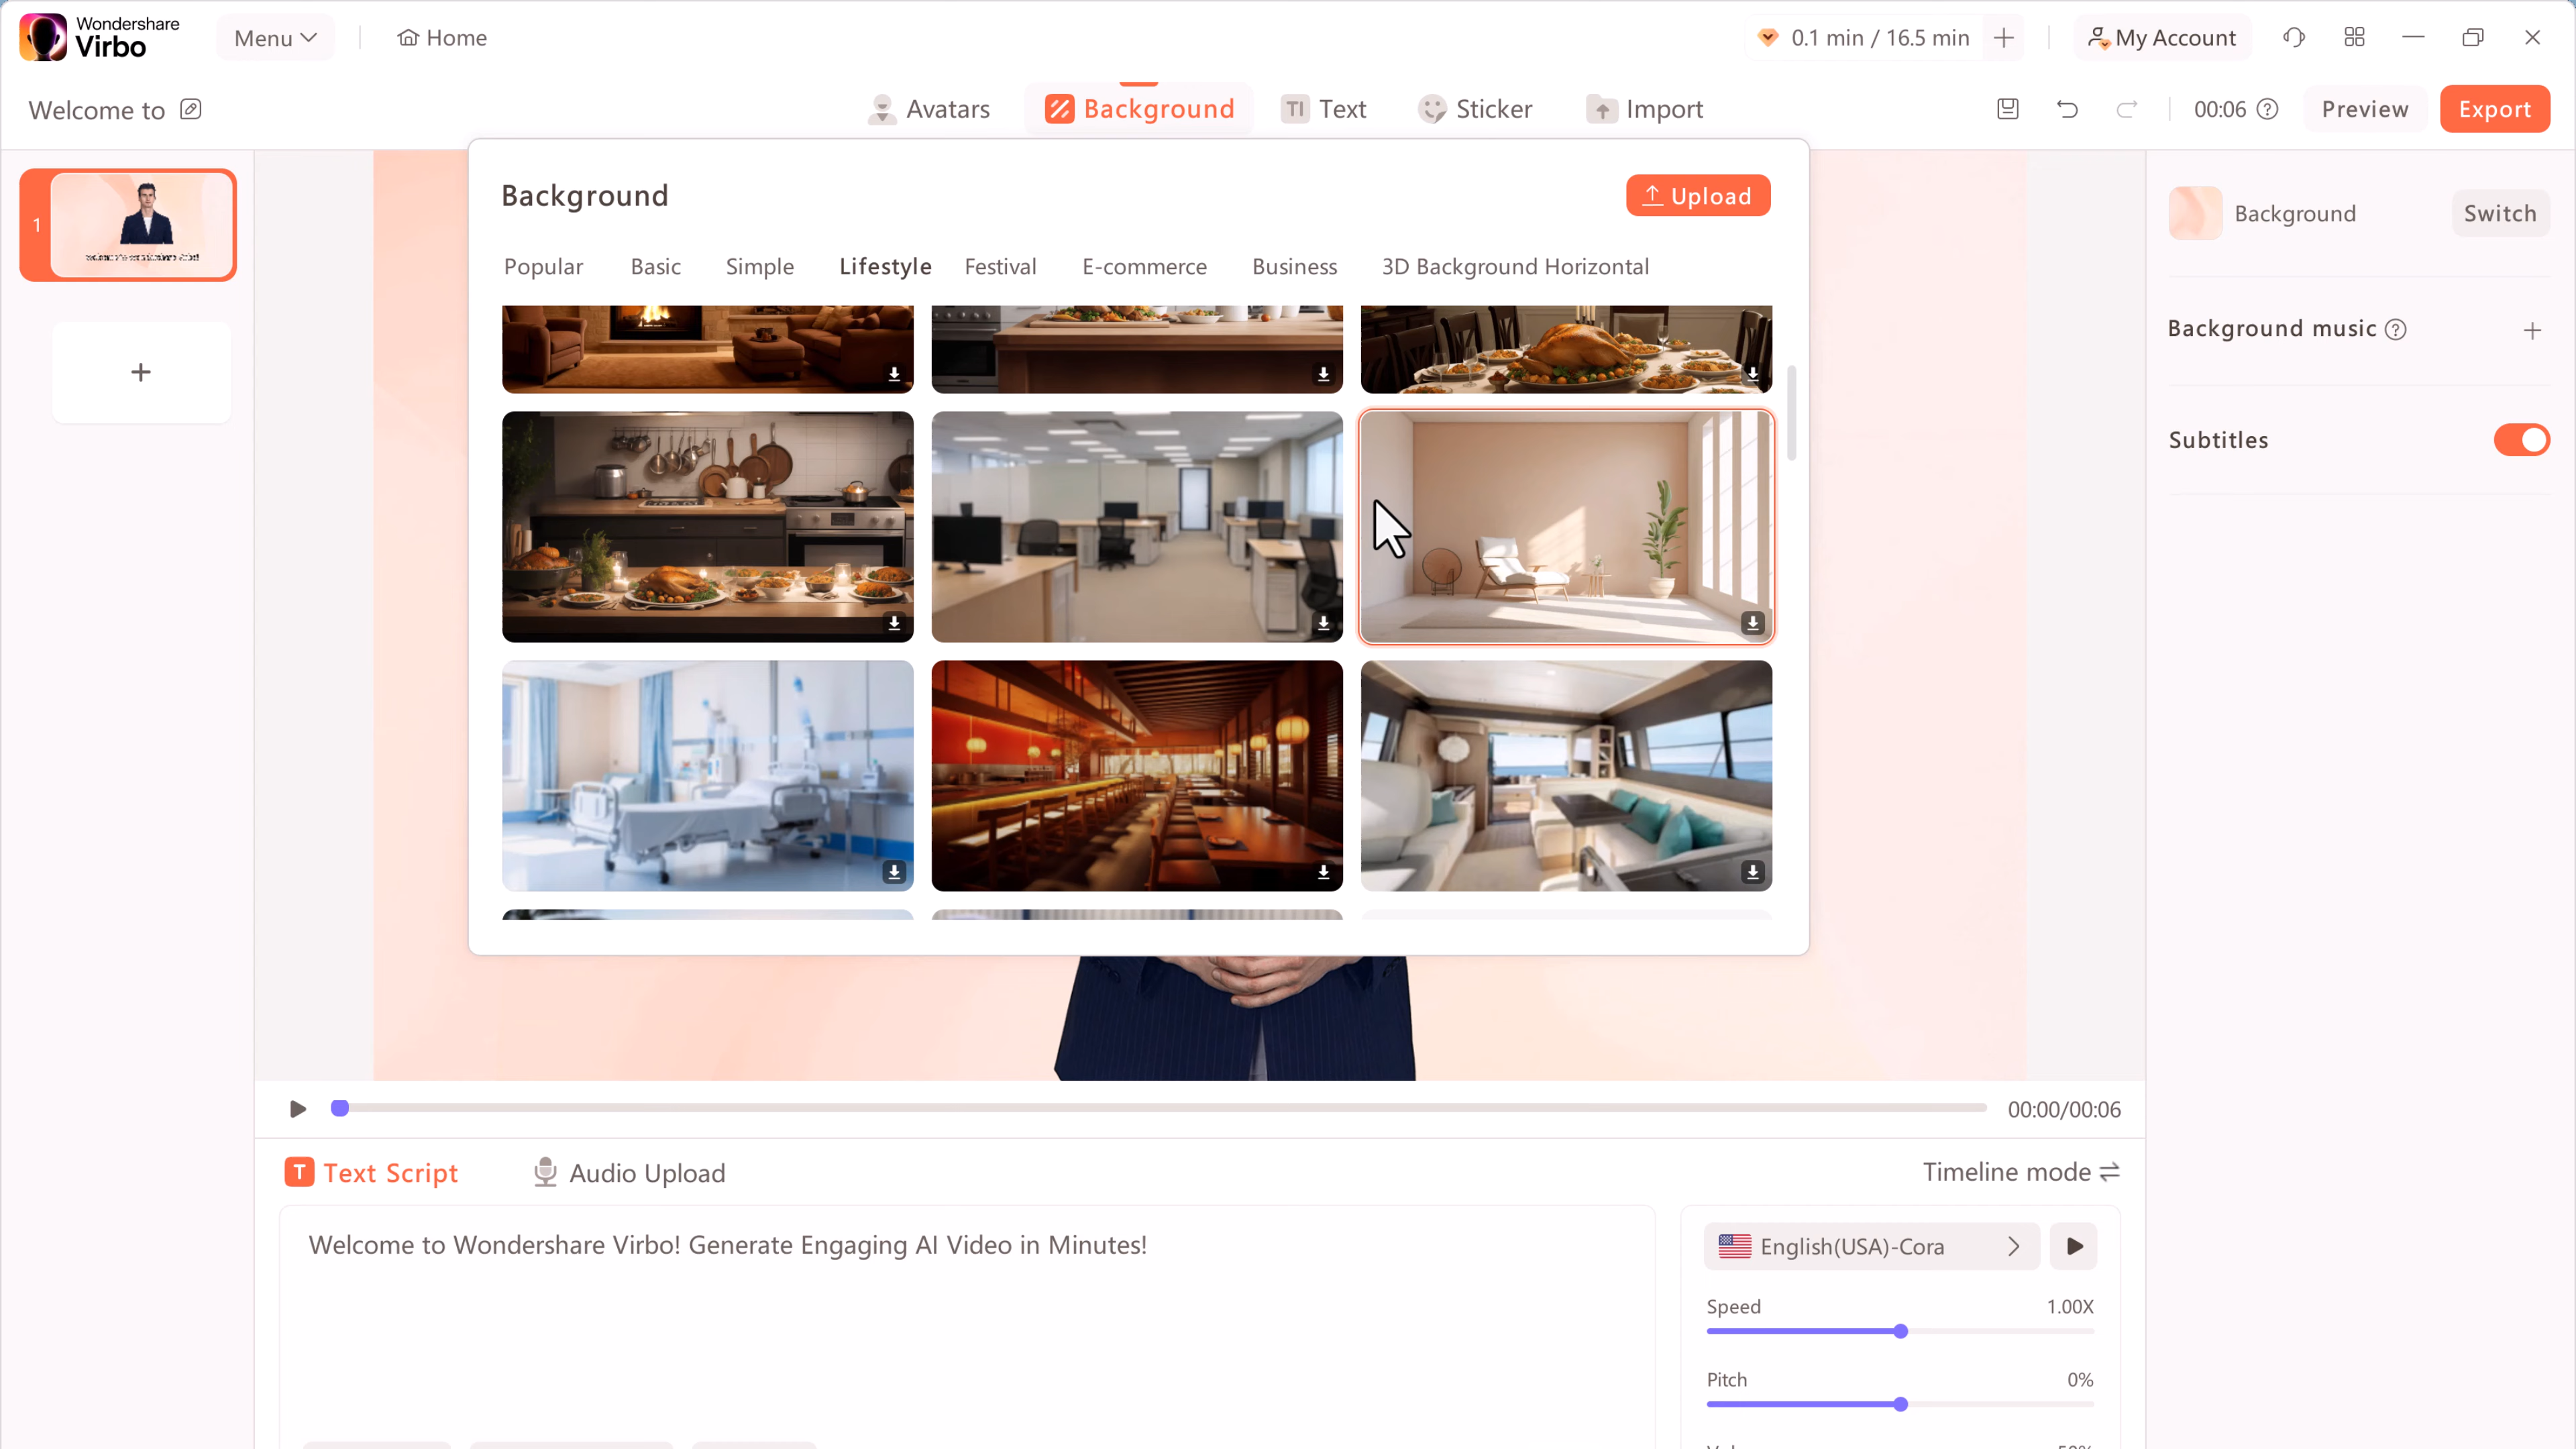 Wondershare
Virbo
Menu
Home
0.1 min / 16.5 min
My Account
Welcome to
Avatars
Background
Text
Sticker
Import
00:06
Preview
Export
1
Background
Upload
Popular
Basic
Simple
Lifestyle
Festival
E-commerce
Business
3D Background Horizontal
Background
Switch
Background music
Subtitles
00:00/00:06
Text Script
Audio Upload
Timeline mode
Welcome to Wondershare Virbo! Generate Engaging AI Video in Minutes!
English(USA)-Cora
Speed
1.00X
Pitch
0%